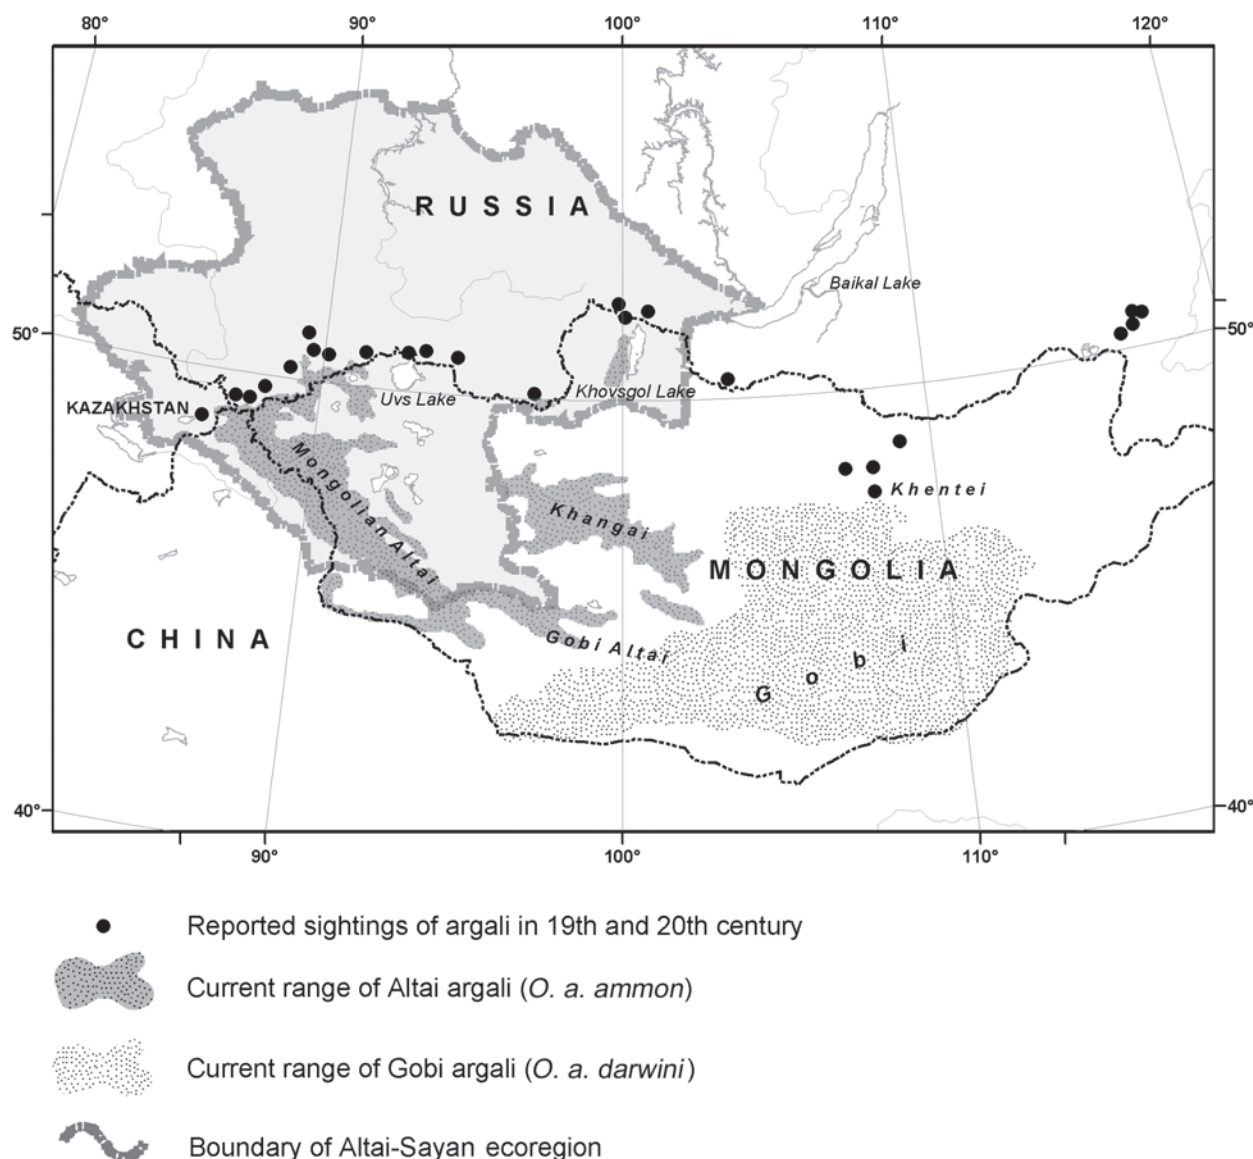 80° 90° 100° 110° 120°
RUSSIA
Baikal Lake
50° 50°
Khovsgol Lake
Uvs Lake
KAZAKHSTAN
Mongolian Altai
Khentei
Khangai
MONGOLIA
CHINA
Gobi Altai
Gobi
40° 40°
90° 100° 110°
Reported sightings of argali in 19th and 20th century
Current range of Altai argali (O. a. ammon)
Current range of Gobi argali (O. a. darwini)
Boundary of Altai-Sayan ecoregion